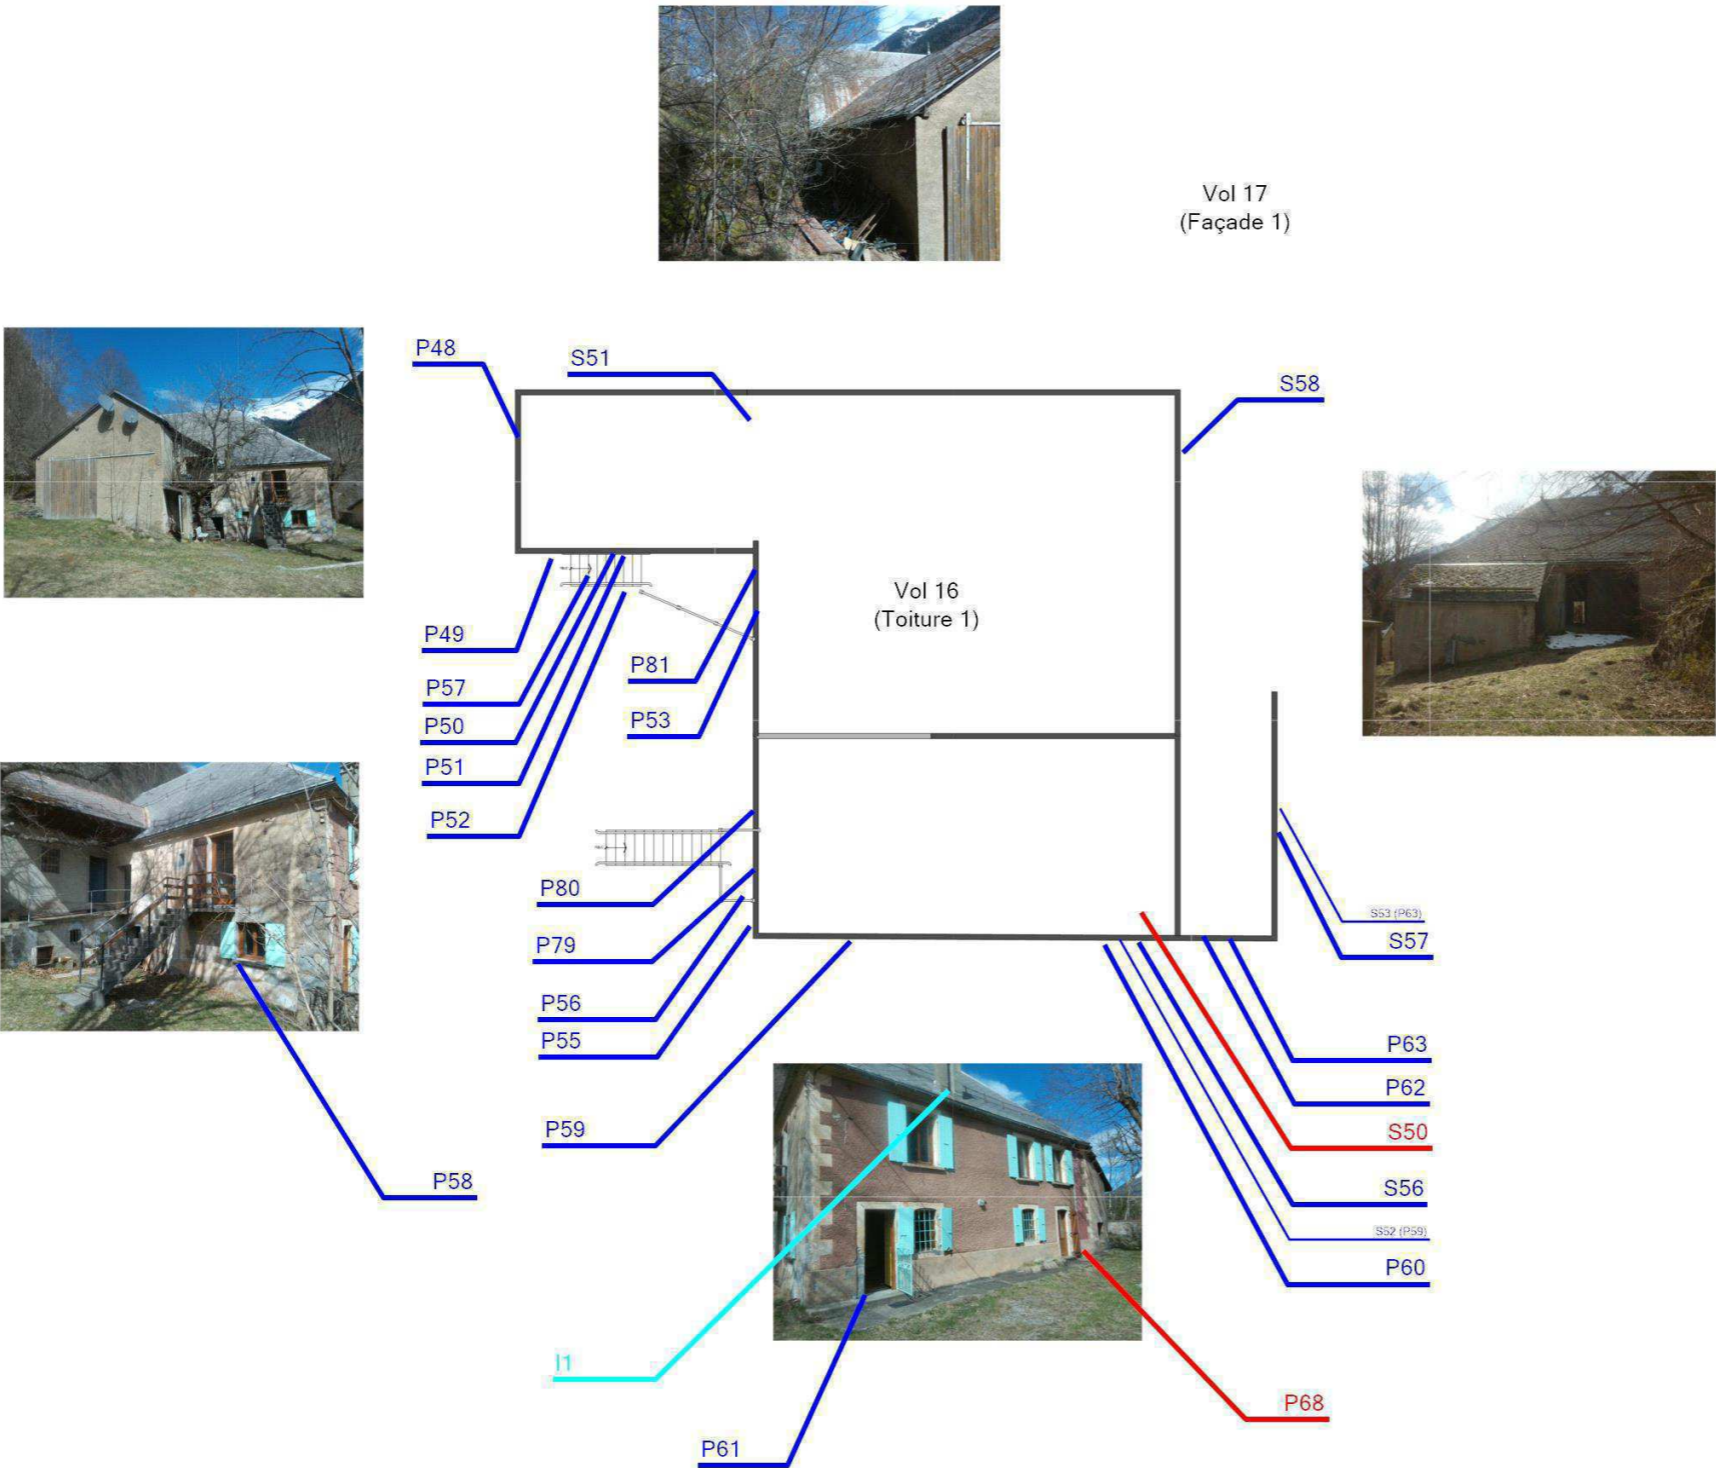 Vol 17
(Façade 1)
P48
S51
S58
Vol 16
(Toiture 1)
P49
P81
P57
P53
P50
P51
P52
P80
S53 (P63)
S57
P79
P56
P55
P63
P62
P59
S50
P58
S56
S52 (P59)
P60
I1
P68
P61